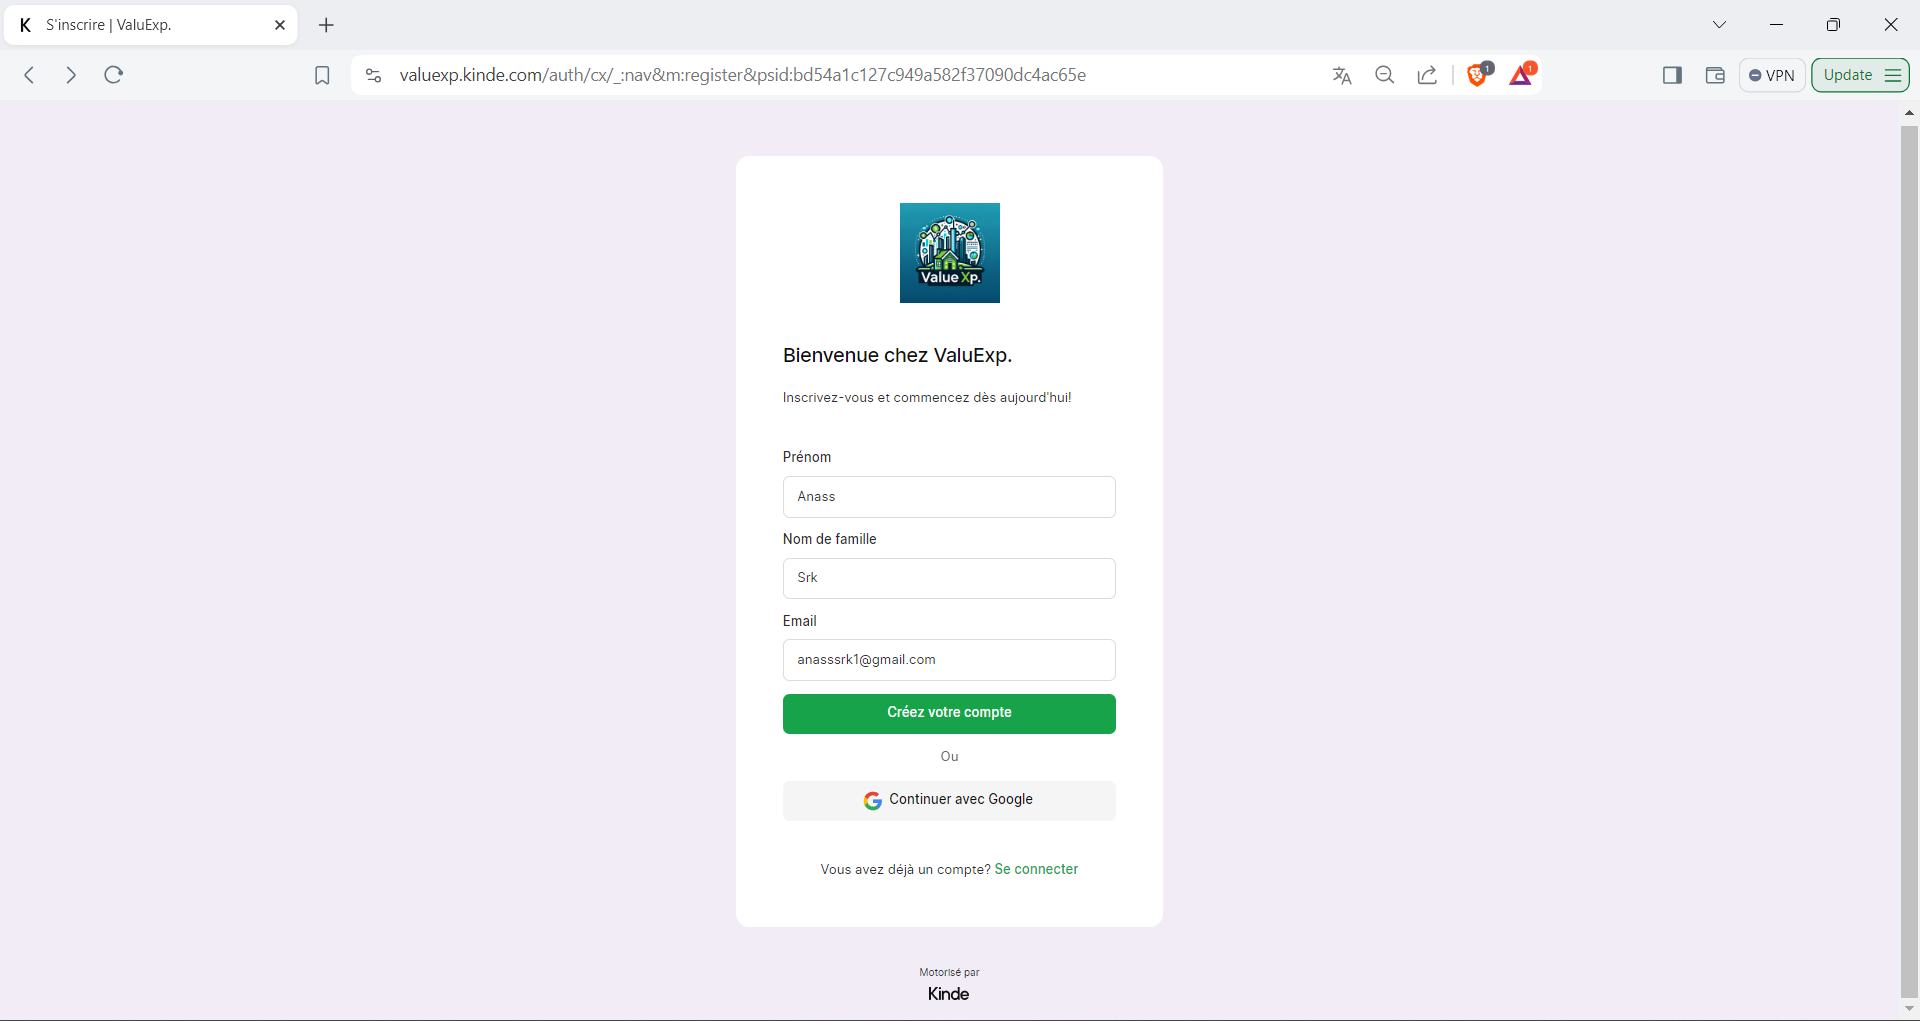 K S'inscrire | ValuExp.
valuexp.kinde.com/auth/cx/_:nav&m:register&psid:bd54a1c127c949a582f37090dc4ac65e
1
1
VPN
Update
Value Xp.
Bienvenue chez ValuExp.
Inscrivez-vous et commencez dès aujourd'hui!
Prénom
Anass
Nom de famille
Srk
Email
anasssrk1@gmail.com
Créez votre compte
Ou
Continuer avec Google
Vous avez déjà un compte? Se connecter
Motorisé par
Kinde